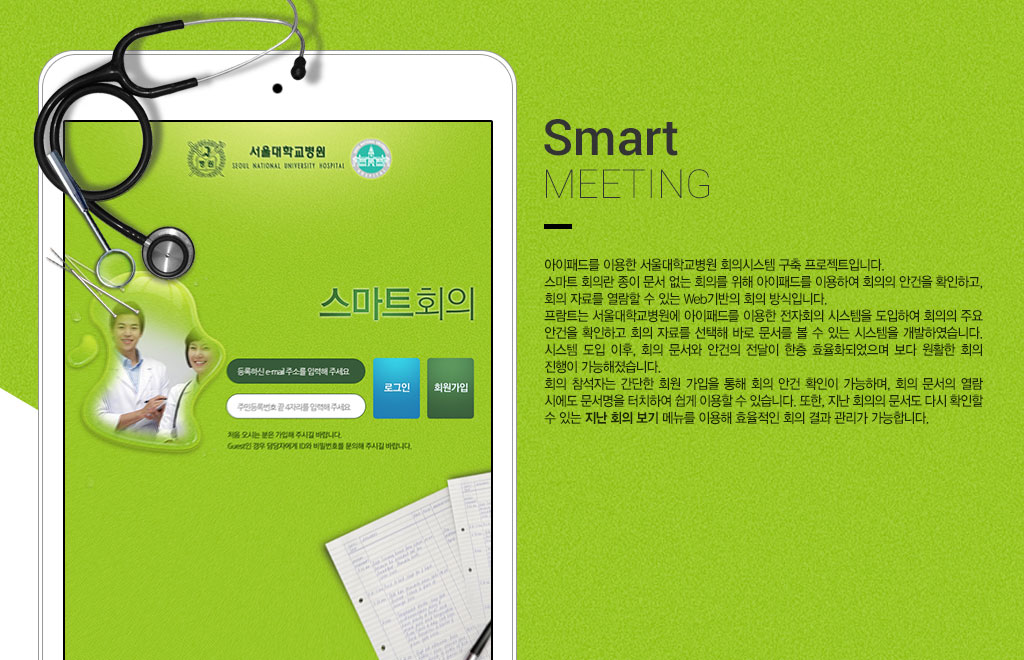 서울대학교병원
SEOUL NATIONAL UNIVERSITY HOSPITAL
스마트회의
등록하신 e-mail 주소를 입력해 주세요
로그인
회원가입
주민등록번호 끝 4자리를 입력해 주세요
처음 오시는 분은 가입해 주시길 바랍니다.
Guest인 경우 담당자에게 ID와 비밀번호를 문의해 주시길 바랍니다.
Smart
MEETING
아이패드를 이용한 서울대학교병원 회의시스템 구축 프로젝트입니다.
스마트 회의란 종이 문서 없는 회의를 위해 아이패드를 이용하여 회의의 안건을 확인하고,
회의 자료를 열람할 수 있는 Web기반의 회의 방식입니다.
프람트는 서울대학교병원에 아이패드를 이용한 전자회의 시스템을 도입하여 회의의 주요
안건을 확인하고 회의 자료를 선택해 바로 문서를 볼 수 있는 시스템을 개발하였습니다.
시스템 도입 이후, 회의 문서와 안건의 전달이 한층 효율화되었으며 보다 원활한 회의
진행이 가능해졌습니다.
회의 참석자는 간단한 회원 가입을 통해 회의 안건 확인이 가능하며, 회의 문서의 열람
시에도 문서명을 터치하여 쉽게 이용할 수 있습니다. 또한, 지난 회의의 문서도 다시 확인할
수 있는 지난 회의 보기 메뉴를 이용해 효율적인 회의 결과 관리가 가능합니다.